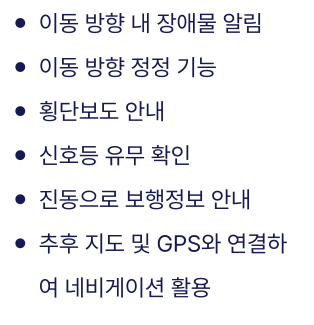 • 이동 방향 내 장애물 알림
• 이동 방향 정정 기능
• 횡단보도 안내
• 신호등 유무 확인
• 진동으로 보행정보 안내
• 추후 지도 및 GPS와 연결하
여 네비게이션 활용